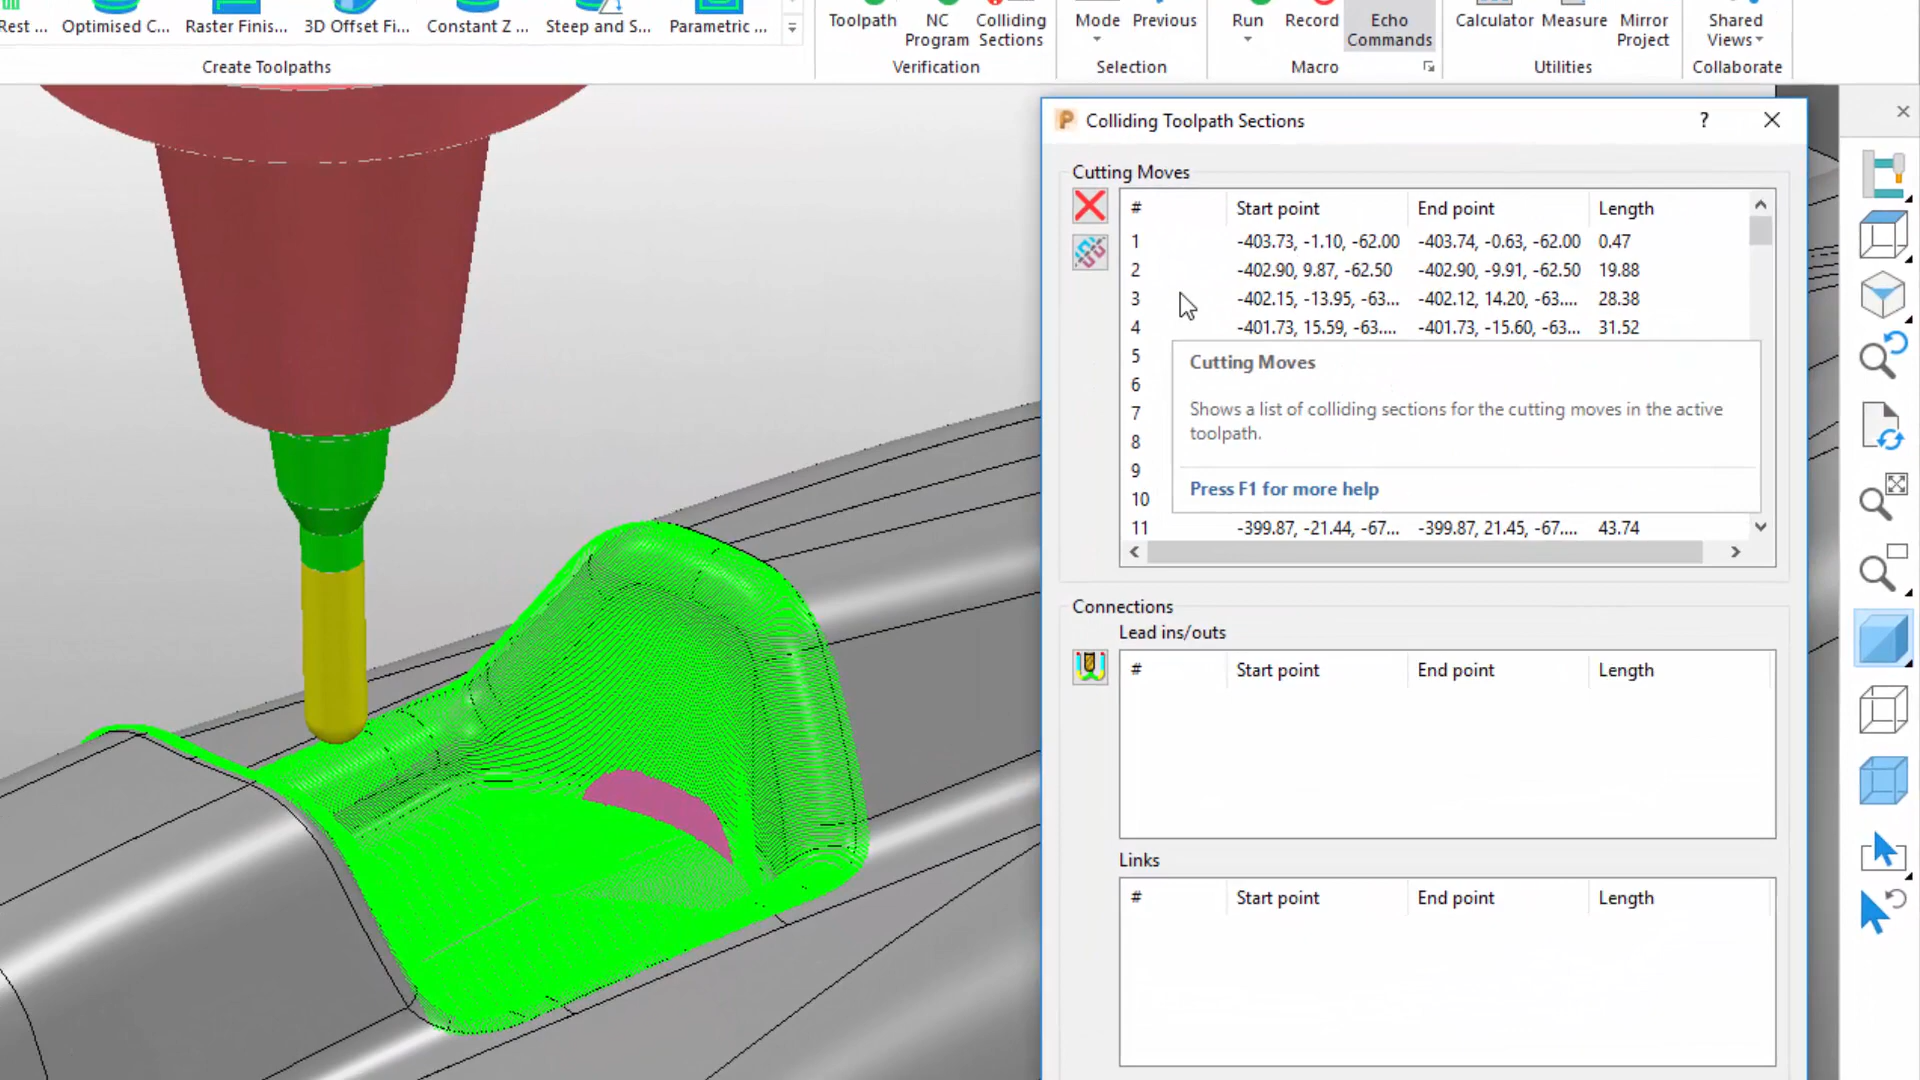 Rest ... Optimised C... Raster Finis... 3D Offset Fi... Constant Z ... Steep and S... Parametric ...
Toolpath NC Program Colliding Sections
Mode Previous
Run Record Echo Commands
Calculator Measure Mirror Project
Shared Views
Create Toolpaths Verification Selection Macro Utilities Collaborate
P Colliding Toolpath Sections ?
Cutting Moves
# Start point End point Length
1 -403.73, -1.10, -62.00 -403.74, -0.63, -62.00 0.47
2 -402.90, 9.87, -62.50 -402.90, -9.91, -62.50 19.88
3 -402.15, -13.95, -63... -402.12, 14.20, -63.... 28.38
4 -401.73, 15.59, -63.... -401.73, -15.60, -63... 31.52
5
6
7
8
9
10
Cutting Moves
Shows a list of colliding sections for the cutting moves in the active
toolpath.
Press F1 for more help
11 -399.87, -21.44, -67... -399.87, 21.45, -67.... 43.74
Connections
Lead ins/outs
# Start point End point Length
Links
# Start point End point Length